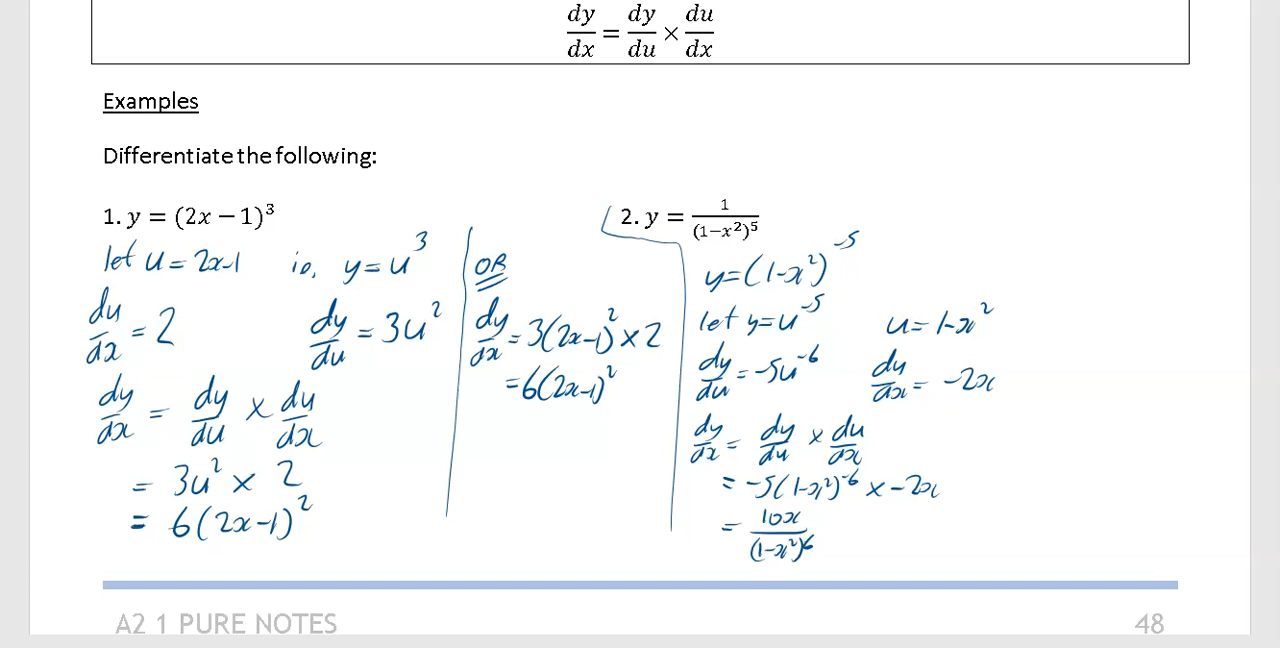 dy/dx = dy/du × du/dx
Examples
Differentiate the following:
1. y = (2x − 1)³
let u = 2x-1 ie, y = u³
du/dx = 2 dy/du = 3u²
dy/dx = dy/du × du/dx
= 3u² × 2
= 6(2x-1)²
OR
dy/dx = 3(2x-1)² × 2
= 6(2x-1)²
2. y = 1/(1−x²)⁵
y = (1-x²)⁻⁵
let y = u⁻⁵ u = 1-x²
dy/du = -5u⁻⁶ du/dx = -2x
dy/dx = dy/du × du/dx
= -5(1-x²)⁻⁶ × -2x
= 10x/(1-x²)⁶
A2 1 PURE NOTES 48